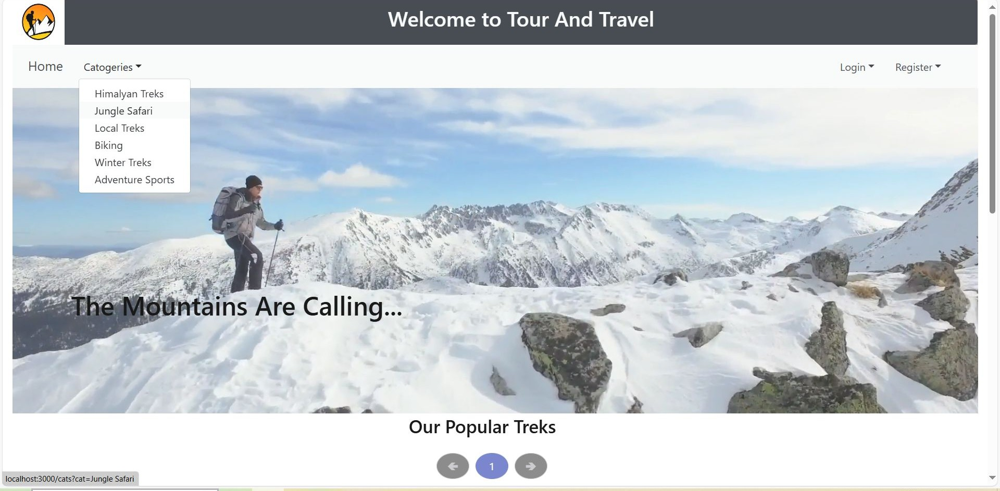 Welcome to Tour And Travel
Home Catogeries Login Register
Himalyan Treks
Jungle Safari
Local Treks
Biking
Winter Treks
Adventure Sports
The Mountains Are Calling...
Our Popular Treks
1
localhost:3000/cats?cat=Jungle Safari